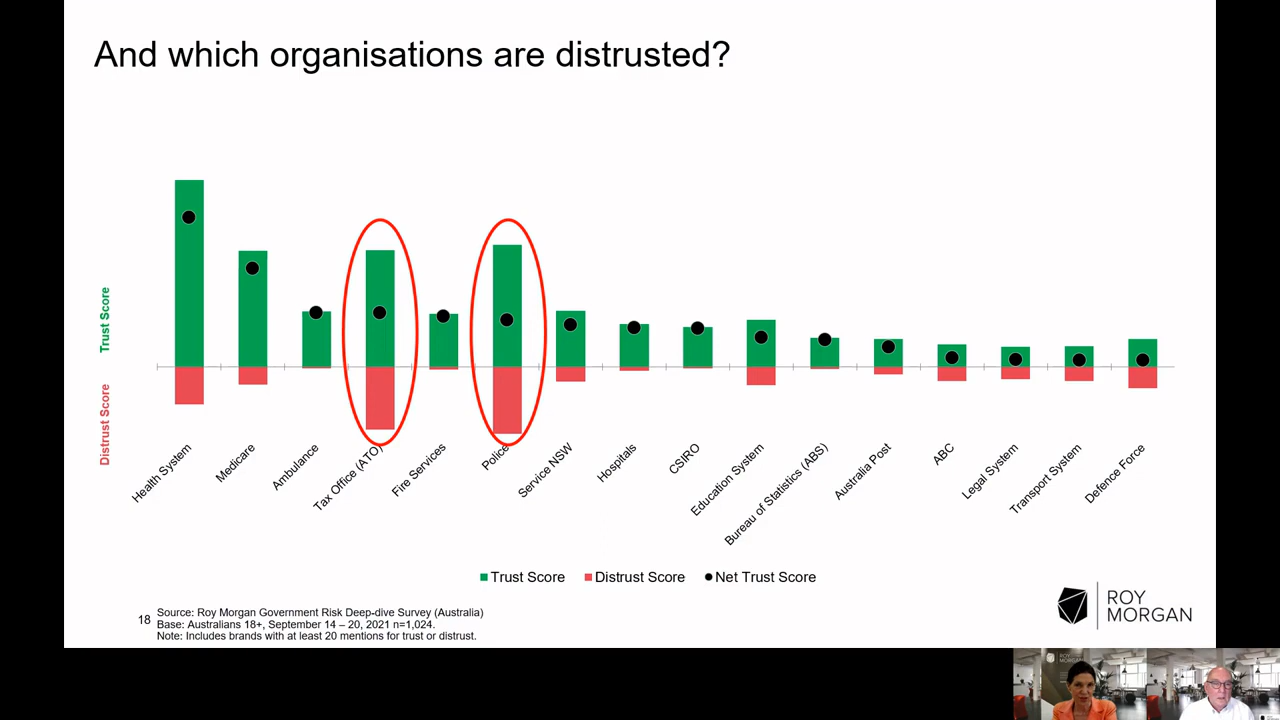 And which organisations are distrusted?
Trust Score
Distrust Score
Health System
Medicare
Ambulance
Tax Office (ATO)
Fire Services
Police
Service NSW
Hospitals
CSIRO
Education System
Bureau of Statistics (ABS)
Australia Post
ABC
Legal System
Transport System
Defence Force
Trust Score
Distrust Score
Net Trust Score
18
Source: Roy Morgan Government Risk Deep-dive Survey (Australia)
Base: Australians 18+, September 14 – 20, 2021 n=1,024.
Note: Includes brands with at least 20 mentions for trust or distrust.
ROY
MORGAN
ROY
MORGAN